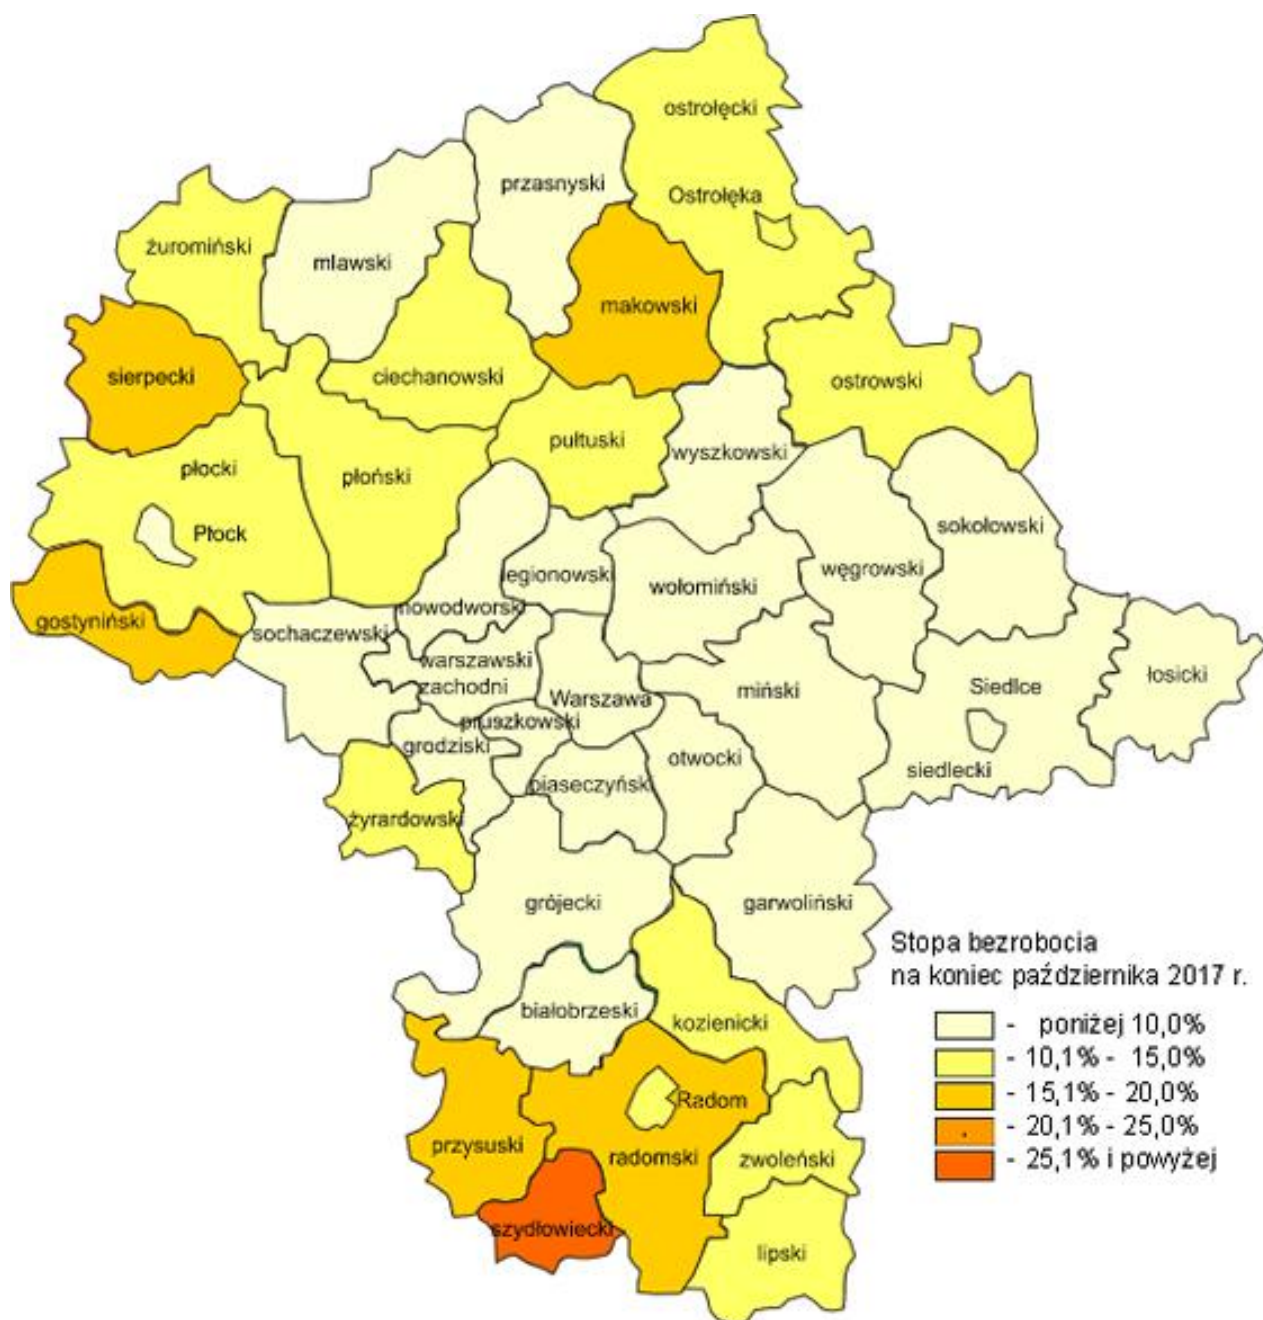 ostrołęcki
przasnyski
Ostrołęka
żuromiński
mlawski
makowski
sierpecki
ciechanowski
ostrowski
pułtuski
wyszkowski
płocki
płoński
Płock
sokołowski
legionowski
wołomiński
węgrowski
nowodworski
gostyniński
sochaczewski
warszawski
zachodni
Warszawa
miński
Siedlce
łosicki
pruszkowski
grodziski
otwocki
siedlecki
piaseczyński
żyrardowski
grójecki
garwoliński
białobrzeski
kozienicki
Radom
przysuski
radomski
zwoleński
szydłowiecki
lipski
Stopa bezrobocia
na koniec października 2017 r.
- poniżej 10,0%
- 10,1% - 15,0%
- 15,1% - 20,0%
- 20,1% - 25,0%
- 25,1% i powyżej